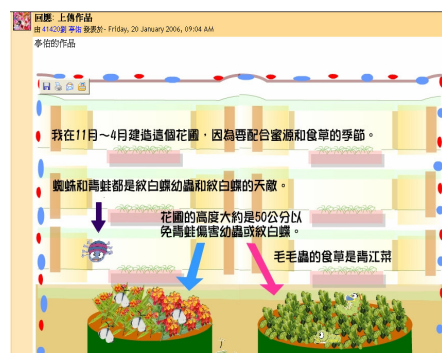 回應: 上傳作品
由 41420劉 亭佑 發表於- Friday, 20 January 2006, 09:04 AM
亭佑的作品
我在11月～4月建造這個花園，因為要配合蜜源和食草的季節。
蜘蛛和青蛙都是紋白蝶幼蟲和紋白蝶的天敵。
花園的高度大約是50公分以
免青蛙傷害幼蟲或紋白蝶。
毛毛蟲的食草是青江菜